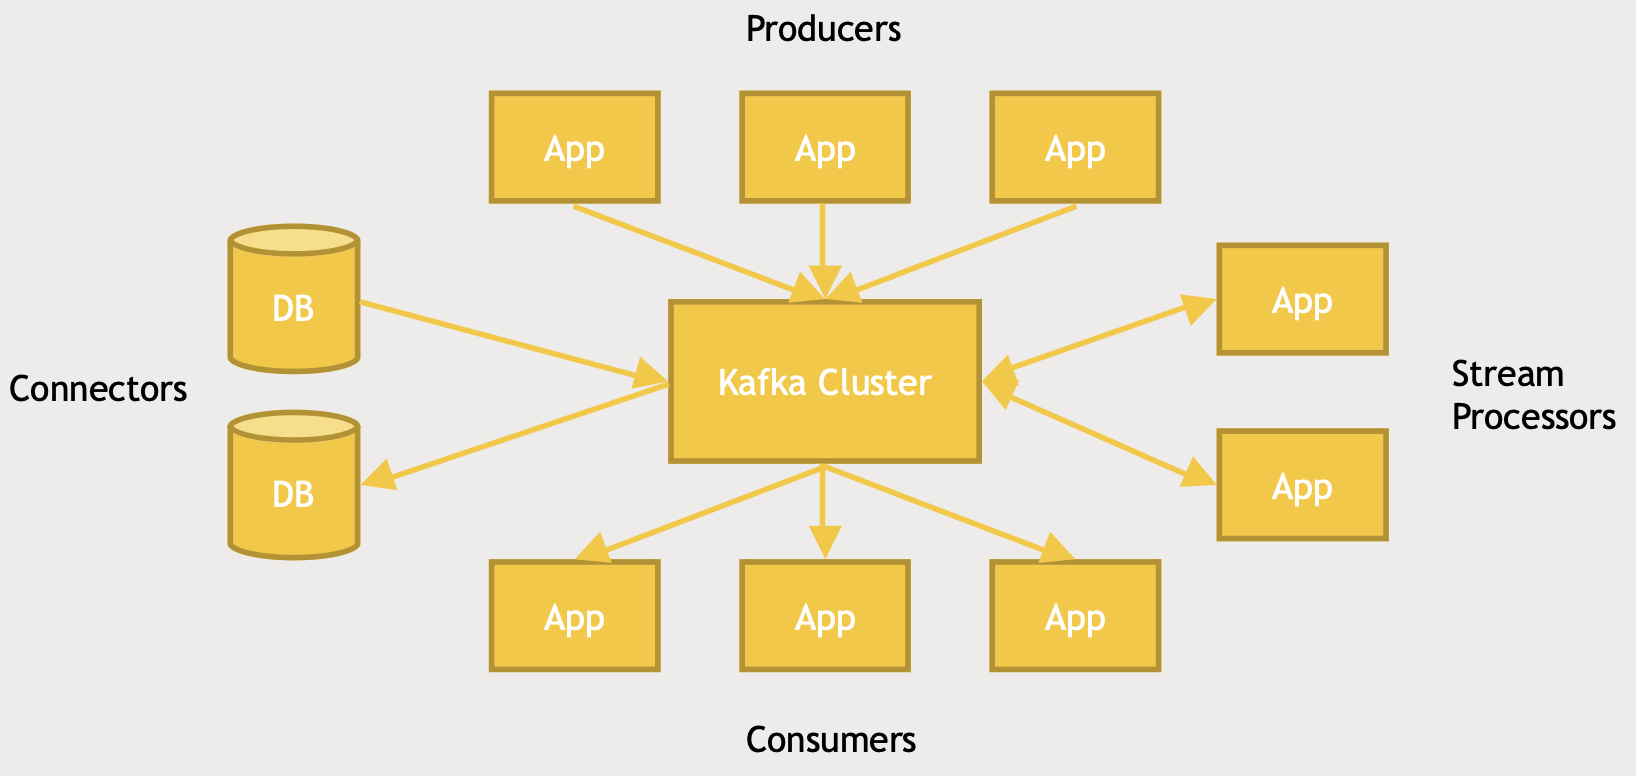 Producers
App
App
App
DB
App
Kafka Cluster
Connectors
Stream
Processors
DB
App
App
App
App
Consumers